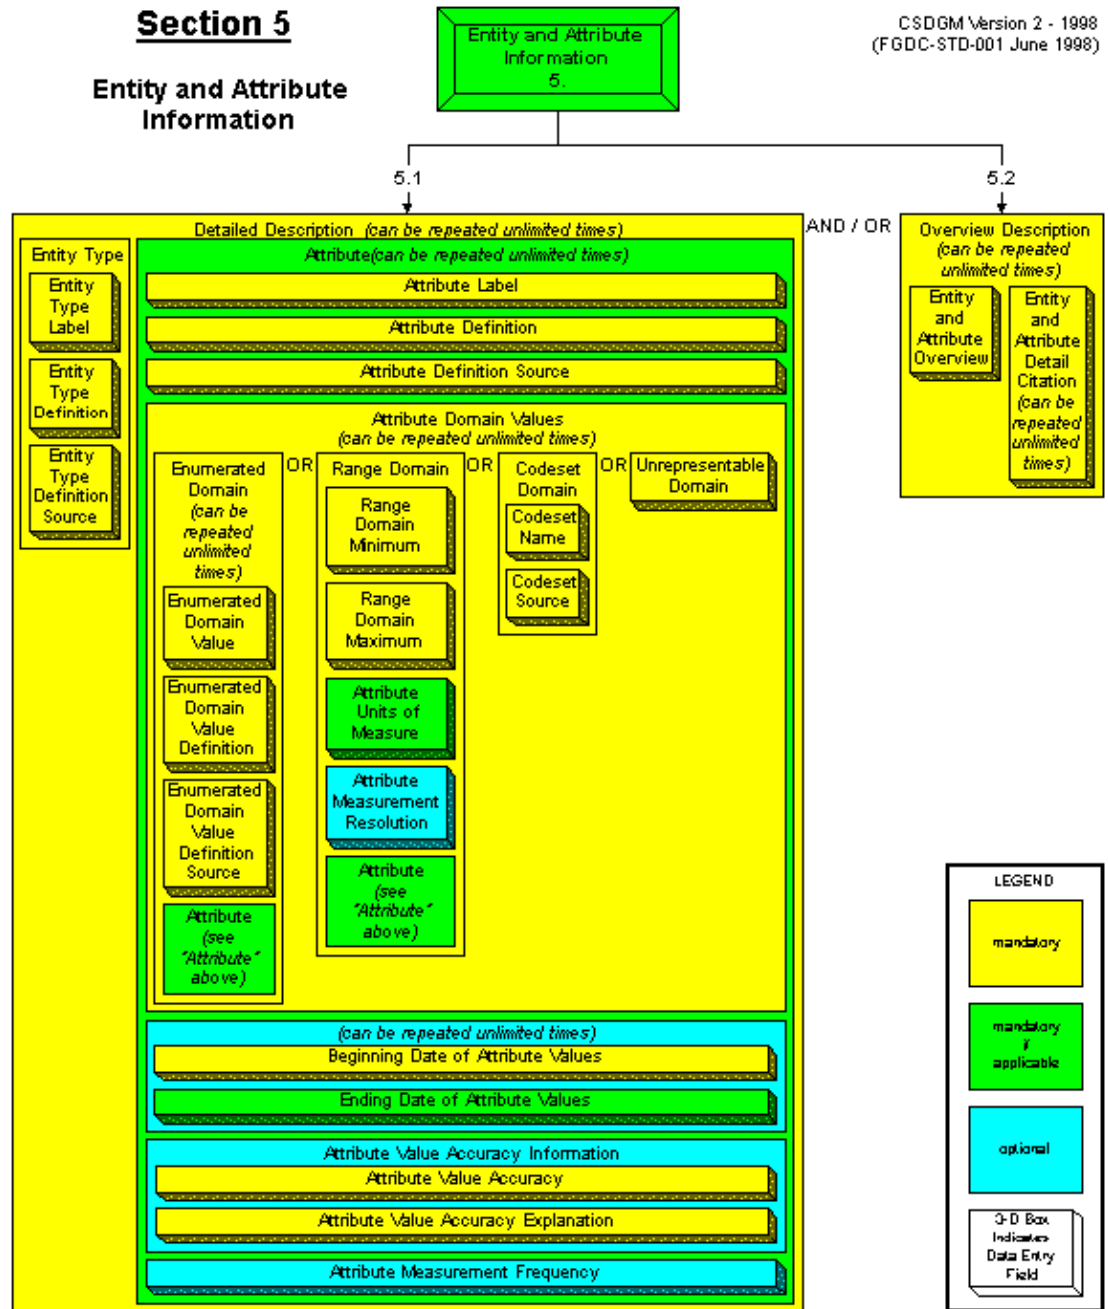 Section 5
Entity and Attribute
Information
Entity and Attribute
Information
5.
CSDGM Version 2 - 1998
(FGDC-STD-001 June 1998)
5.1
5.2
Detailed Description (can be repeated unlimited times)
AND / OR
Overview Description
(can be repeated
unlimited times)
Entity
and
Attribute
Overview
Entity
and
Attribute
Detail
Citation
(can be
repeated
unlimited
times)
Entity Type
Entity
Type
Label
Entity
Type
Definition
Entity
Type
Definition
Source
Attribute(can be repeated unlimited times)
Attribute Label
Attribute Definition
Attribute Definition Source
Attribute Domain Values
(can be repeated unlimited times)
Enumerated
Domain
(can be
repeated
unlimited
times)
Enumerated
Domain
Value
Enumerated
Domain
Value
Definition
Enumerated
Domain
Value
Definition
Source
Attribute
(see
"Attribute"
above)
OR
Range Domain
Range
Domain
Minimum
Range
Domain
Maximum
Attribute
Units of
Measure
Attribute
Measurement
Resolution
Attribute
(see
"Attribute"
above)
OR
Codeset
Domain
Codeset
Name
Codeset
Source
OR
Unrepresentable
Domain
(can be repeated unlimited times)
Beginning Date of Attribute Values
Ending Date of Attribute Values
Attribute Value Accuracy Information
Attribute Value Accuracy
Attribute Value Accuracy Explanation
Attribute Measurement Frequency
LEGEND
mandatory
mandatory
if
applicable
optional
3-D Box
Indicates
Data Entry
Field